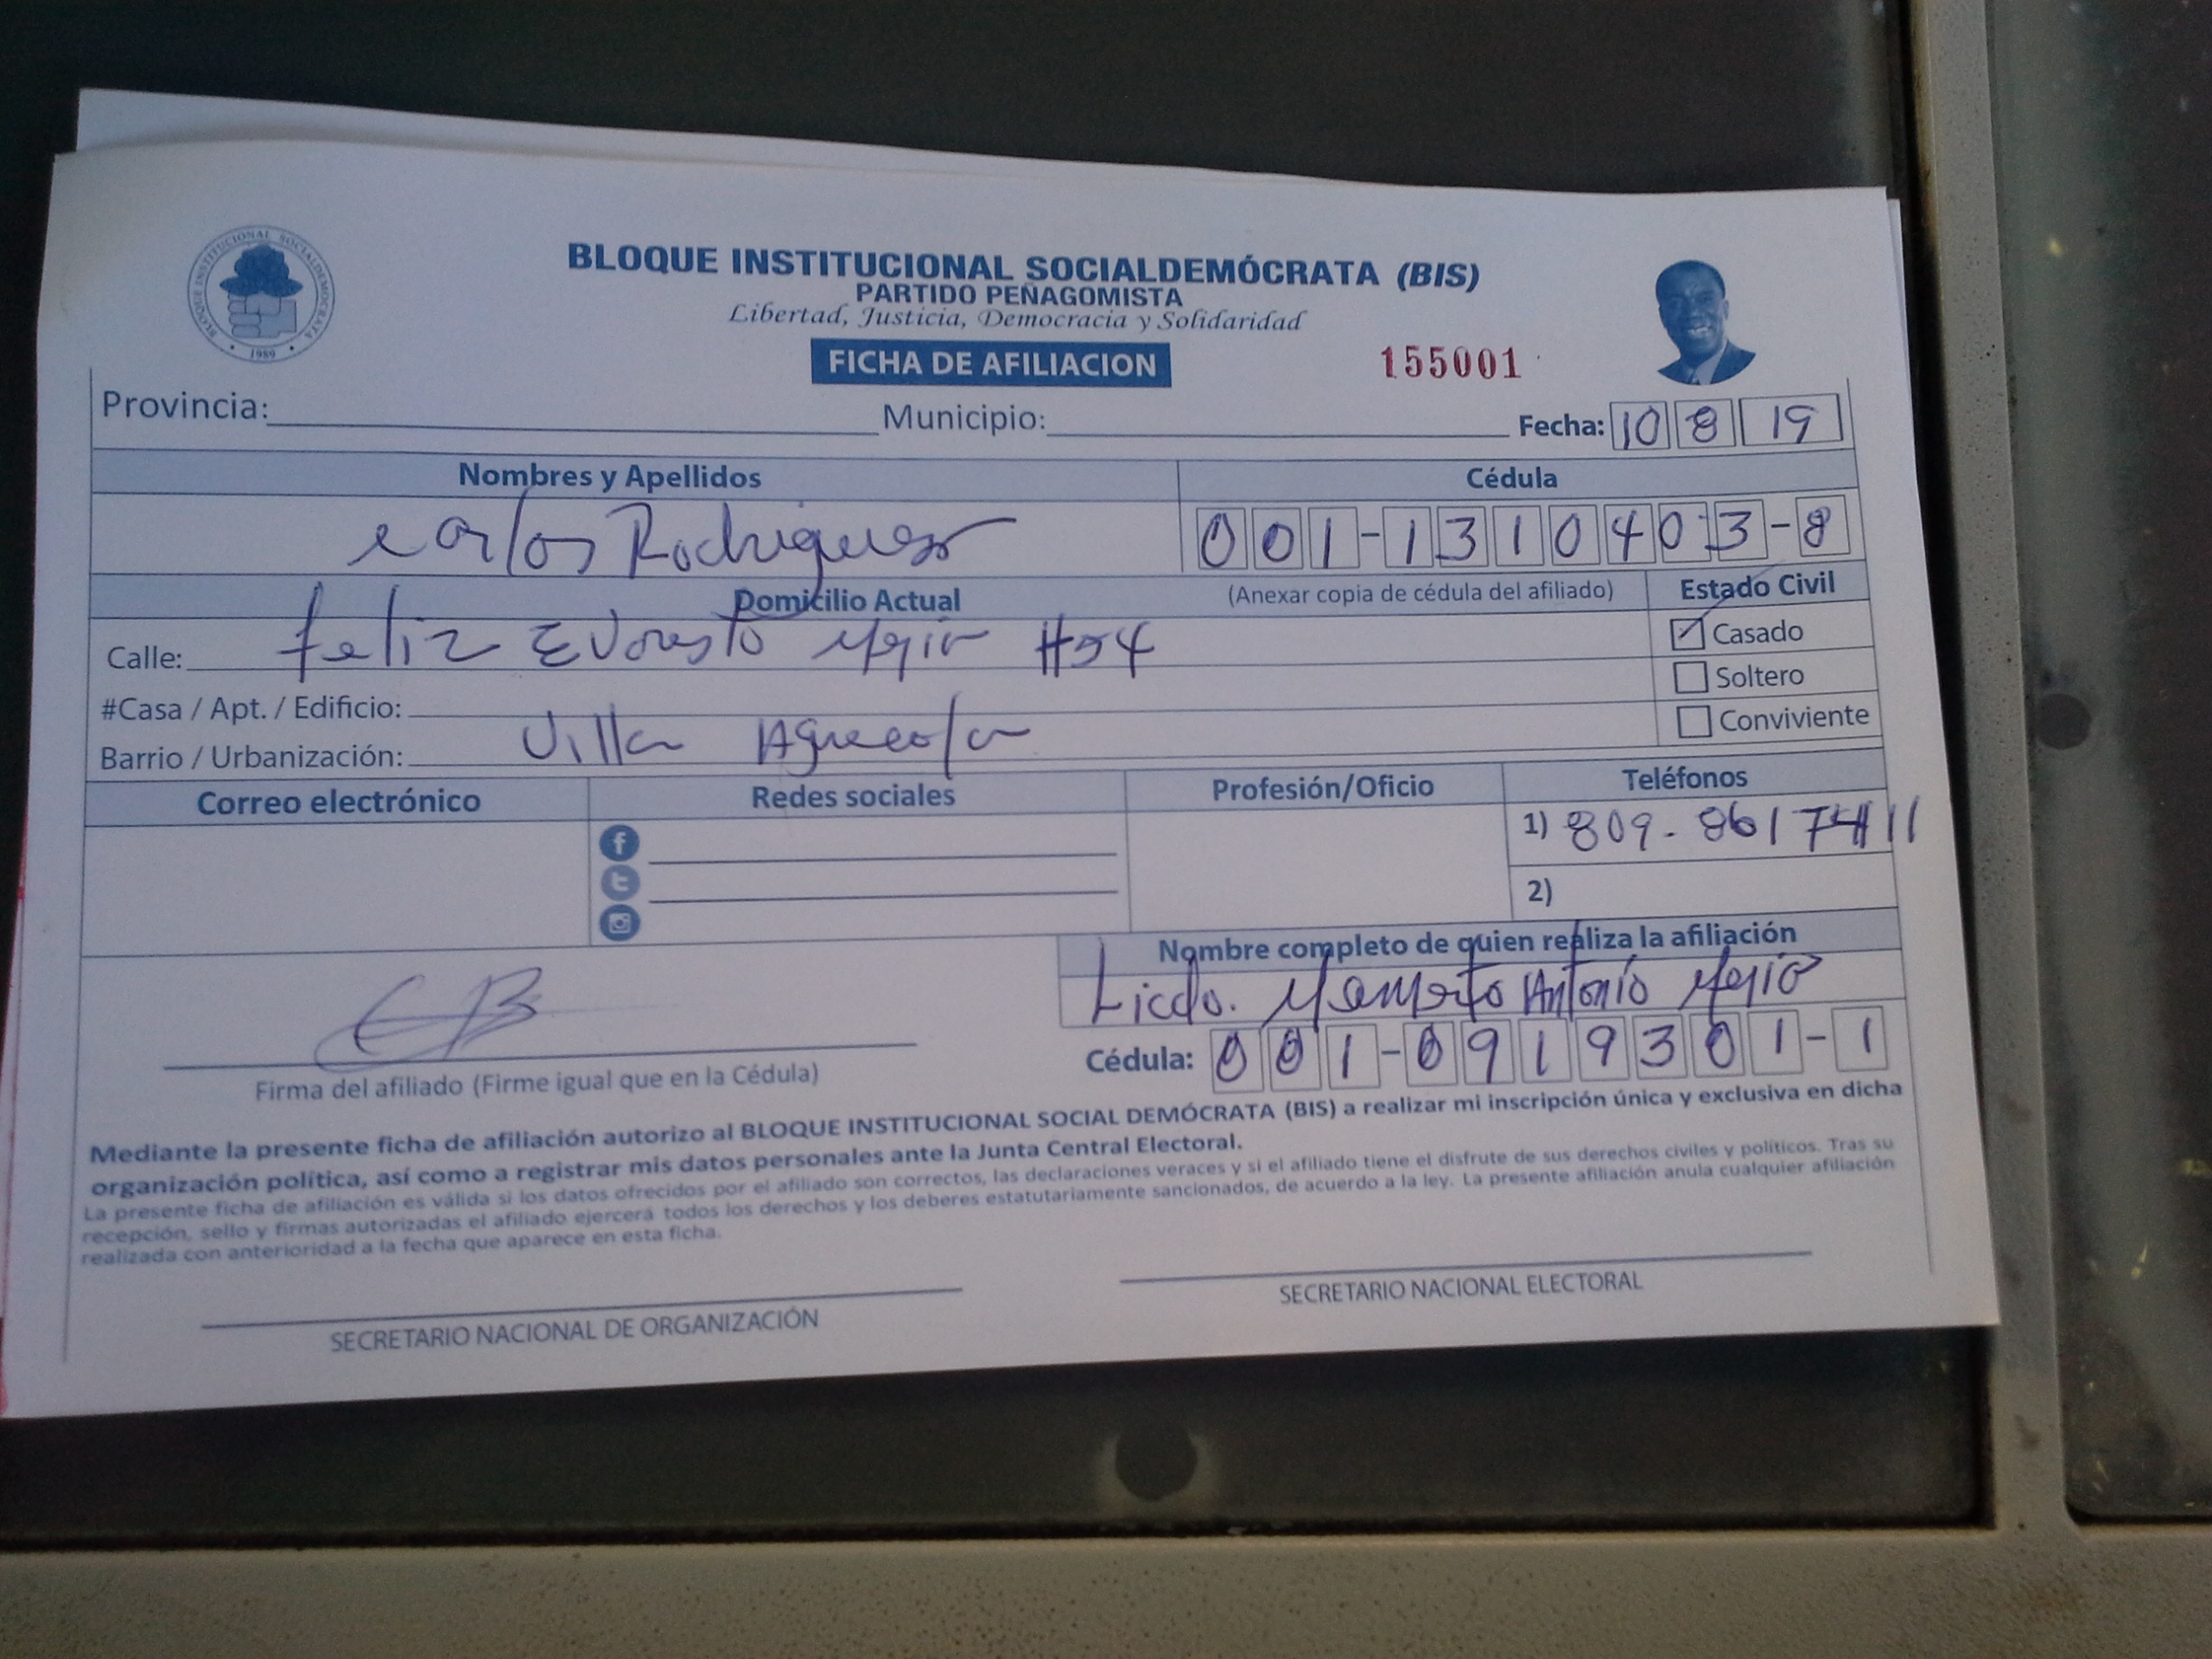 BLOQUE INSTITUCIONAL SOCIALDEMOCRATA
1989
BLOQUE INSTITUCIONAL SOCIALDEMÓCRATA (BIS)
PARTIDO PEÑAGOMISTA
Libertad, Justicia, Democracia y Solidaridad
FICHA DE AFILIACION 155001
Provincia: Municipio: Fecha: 10 8 19
Nombres y Apellidos Cédula
Carlos Rodriguez 001-1310403-8
Domicilio Actual (Anexar copia de cédula del afiliado) Estado Civil
Calle: Feliz Evaristo Mejia #54 Casado
#Casa / Apt. / Edificio: Soltero
Barrio / Urbanización: Villa Agricola Conviviente
Correo electrónico Redes sociales Profesión/Oficio Teléfonos
1) 809-861
2)
Nombre completo de quien realiza la afiliación
Licdo. Antonio Mejia
Cédula: 001-0919301-1
Firma del afiliado (Firme igual que en la Cédula)
Mediante la presente ficha de afiliación autorizo al BLOQUE INSTITUCIONAL SOCIAL DEMÓCRATA (BIS) a realizar mi inscripción única y exclusiva en dicha
organización política, así como a registrar mis datos personales ante la Junta Central Electoral.
La presente ficha de afiliación es válida si los datos ofrecidos por el afiliado son correctos, las declaraciones veraces y si el afiliado tiene el disfrute de sus derechos civiles y políticos. Tras su
recepción, sello y firmas autorizadas el afiliado ejercerá todos los derechos y los deberes estatutariamente sancionados, de acuerdo a la ley. La presente afiliación anula cualquier afiliación
realizada con anterioridad a la fecha que aparece en esta ficha.
SECRETARIO NACIONAL DE ORGANIZACIÓN SECRETARIO NACIONAL ELECTORAL